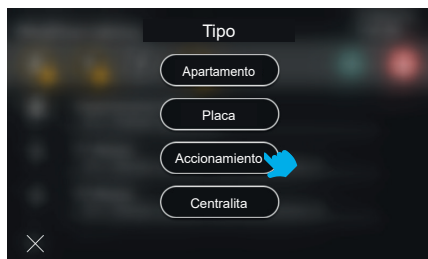 Tipo
Apartamento
Placa
Accionamiento
Centralita